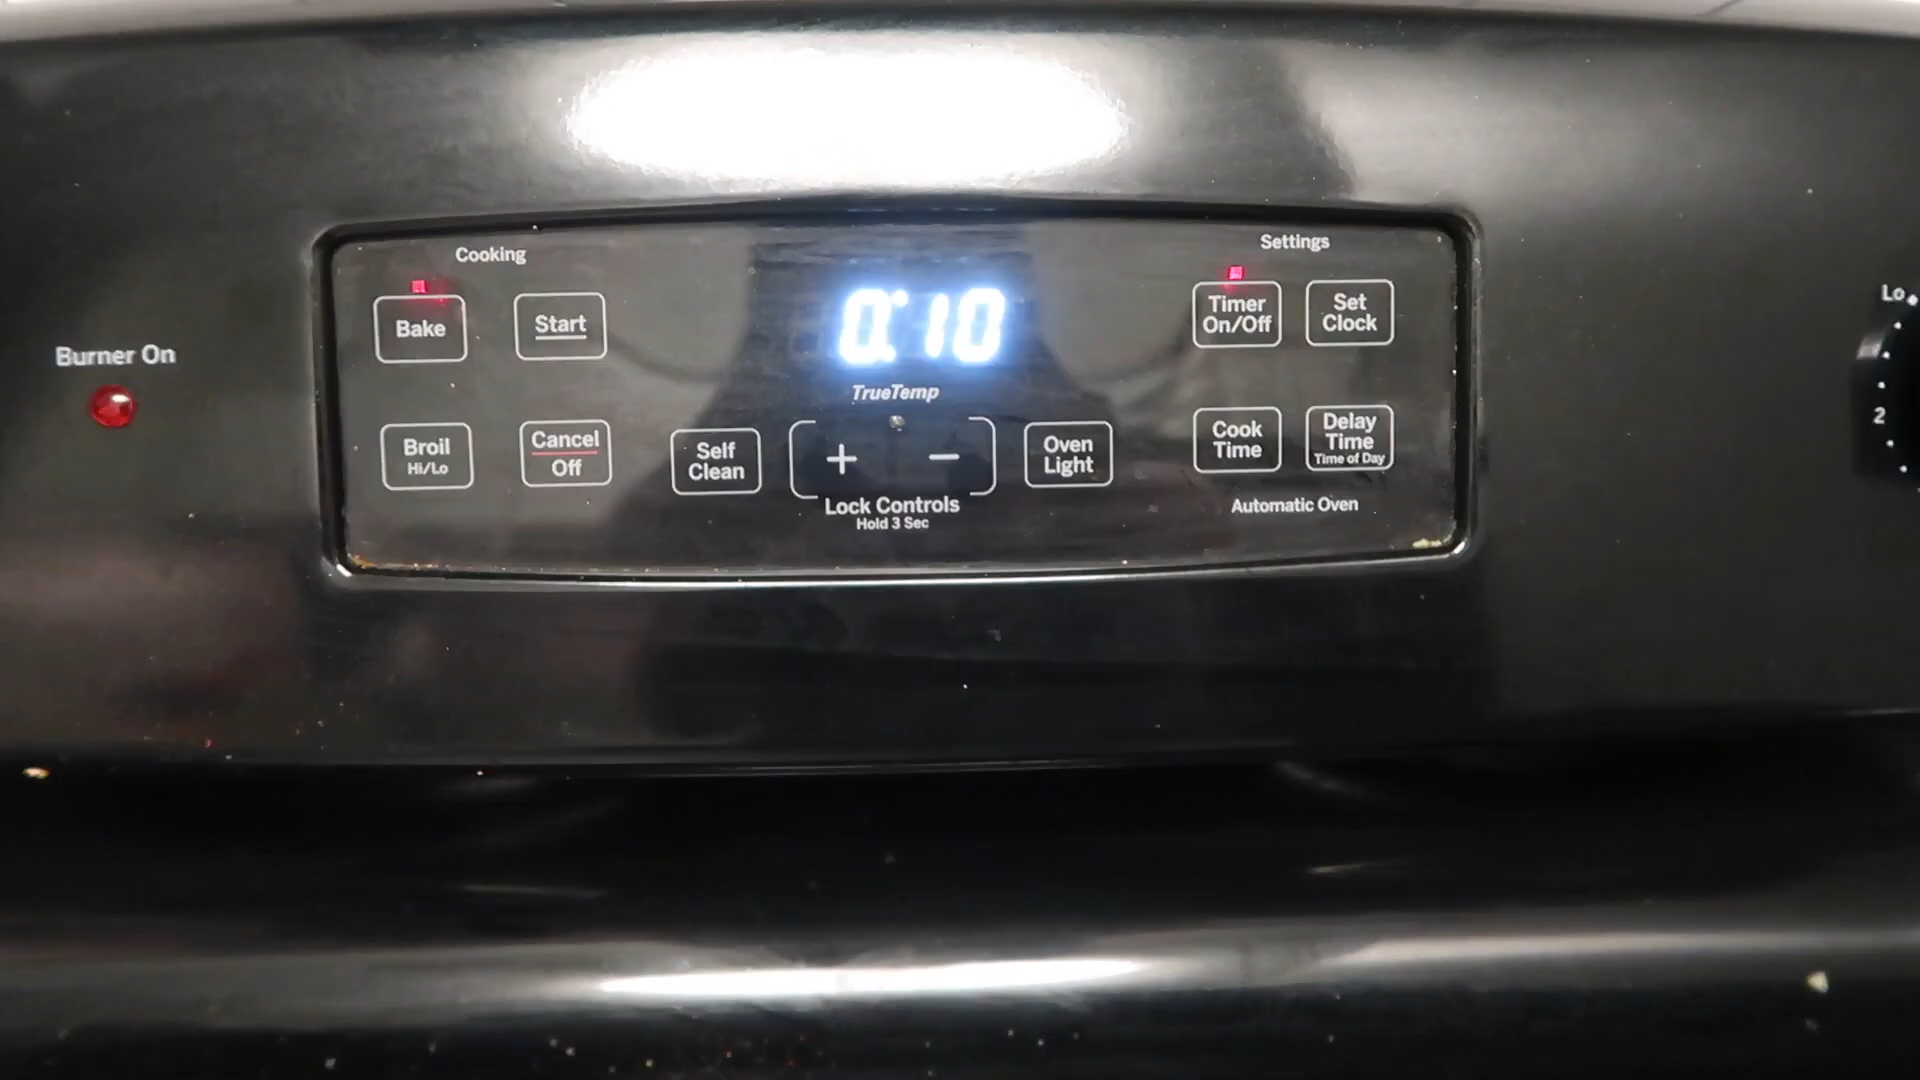 Cooking
Settings
Bake
Start
0:10
Timer
On/Off
Set
Clock
Lo
Burner On
TrueTemp
Broil
Hi/Lo
Cancel
Off
Self
Clean
+
−
Oven
Light
Cook
Time
Delay
Time
Time of Day
2
Lock Controls
Hold 3 Sec
Automatic Oven